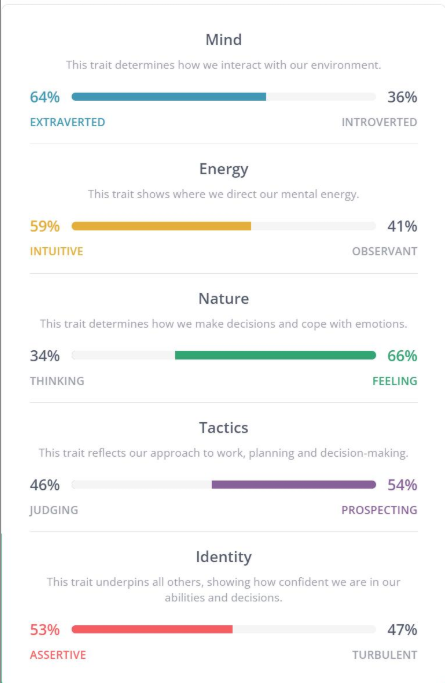 Mind
This trait determines how we interact with our environment.
64% 36%
EXTRAVERTED INTROVERTED
Energy
This trait shows where we direct our mental energy.
59% 41%
INTUITIVE OBSERVANT
Nature
This trait determines how we make decisions and cope with emotions.
34% 66%
THINKING FEELING
Tactics
This trait reflects our approach to work, planning and decision-making.
46% 54%
JUDGING PROSPECTING
Identity
This trait underpins all others, showing how confident we are in our
abilities and decisions.
53% 47%
ASSERTIVE TURBULENT